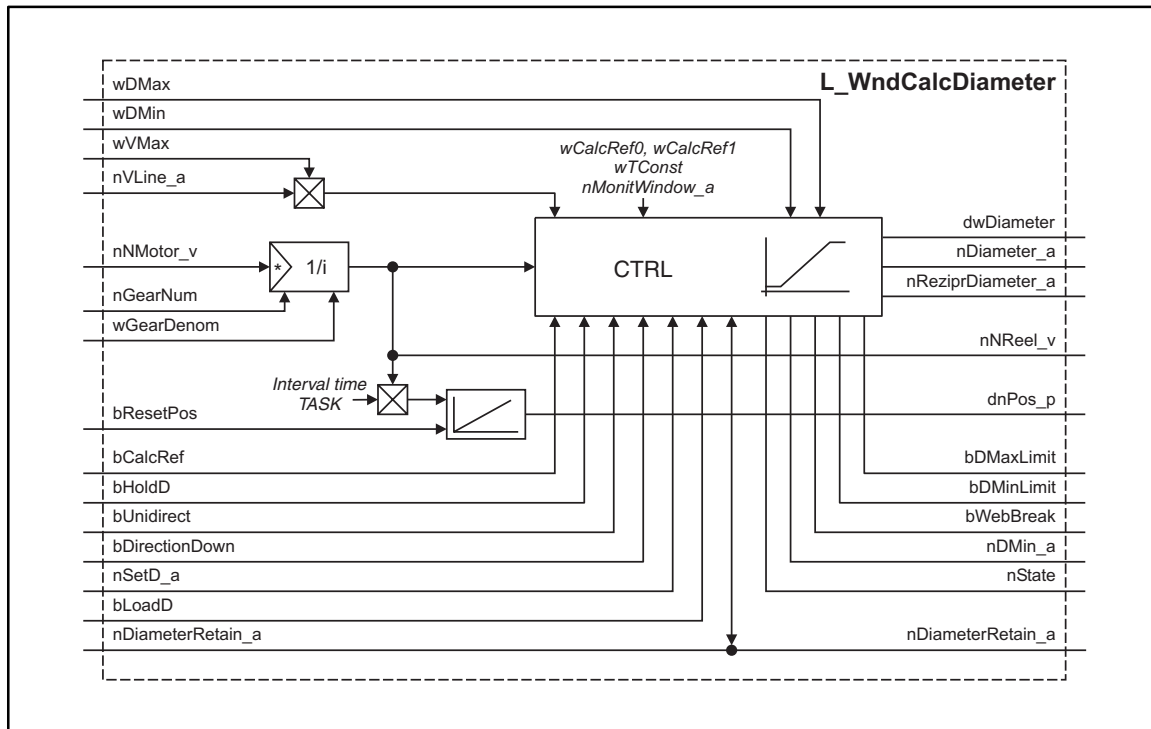 L_WndCalcDiameter
wDMax
wDMin
wVMax
nVLine_a
wCalcRef0, wCalcRef1
wTConst
nMonitWindow_a
nNMotor_v
* 1/i
CTRL
nGearNum
wGearDenom
dwDiameter
nDiameter_a
nReziprDiameter_a
nNReel_v
Interval time
TASK
dnPos_p
bResetPos
bCalcRef
bHoldD
bUnidirect
bDirectionDown
nSetD_a
bLoadD
nDiameterRetain_a
bDMaxLimit
bDMinLimit
bWebBreak
nDMin_a
nState
nDiameterRetain_a